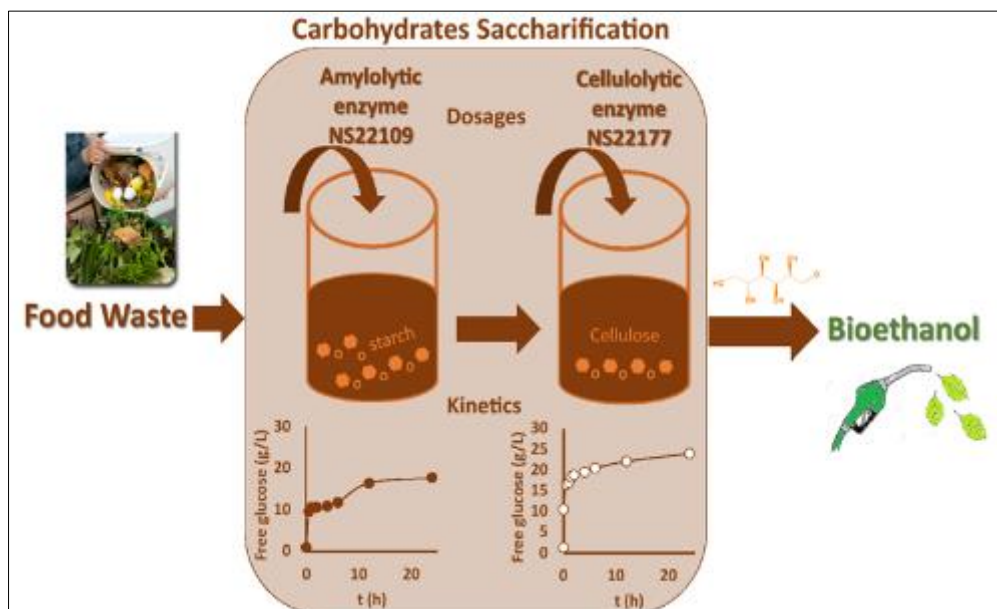 Carbohydrates Saccharification
Amylolytic
enzyme
NS22109
Dosages
Cellulolytic
enzyme
NS22177
Food Waste
starch
Cellulose
Bioethanol
Kinetics
Free glucose (g/L)
30
20
10
0
0 10 20
t (h)
Free glucose (g/L)
30
25
20
15
10
5
0
0 10 20
t (h)